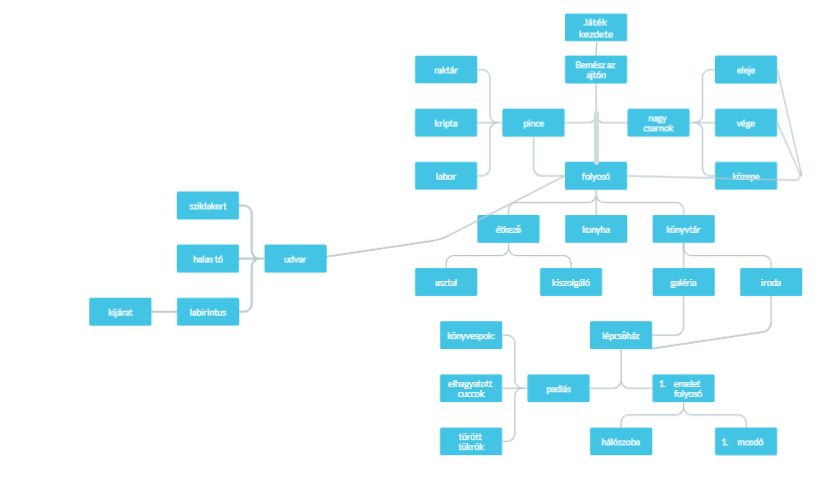 Játék
kezdete
Bemész az
ajtón
raktár
eleje
kripta
pince
nagy
csarnok
vége
labor
folyosó
közepe
sziklakert
étkező
konyha
könyvtár
halas tó
udvar
asztal
kiszolgáló
galéria
iroda
kijárat
labirintus
könyvespolc
lépcsőház
elhagyatott
cuccok
padlás
1. emelet
folyosó
törött
tükrök
hálószoba
1. mosdó